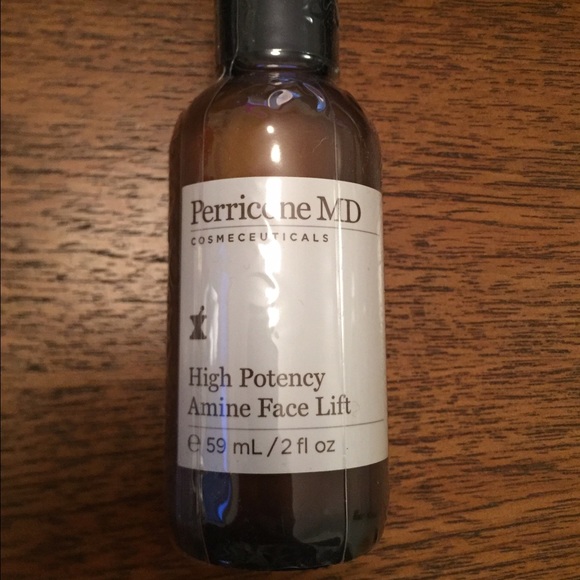 Perricone MD
COSMECEUTICALS
High Potency
Amine Face Lift
℮ 59 mL / 2 fl oz